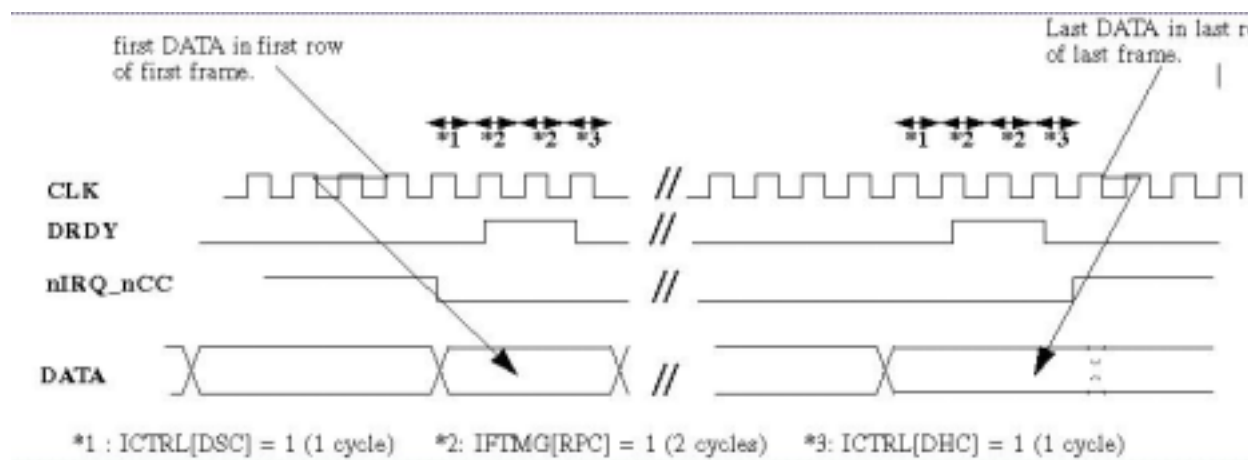 first DATA in first row
of first frame.
Last DATA in last
of last frame.
*1 *2 *2 *3
*1 *2 *2 *3
CLK
DRDY
nIRQ_nCC
DATA
*1 : ICTRL[DSC] = 1 (1 cycle) *2: IFTMG[RPC] = 1 (2 cycles) *3: ICTRL[DHC] = 1 (1 cycle)